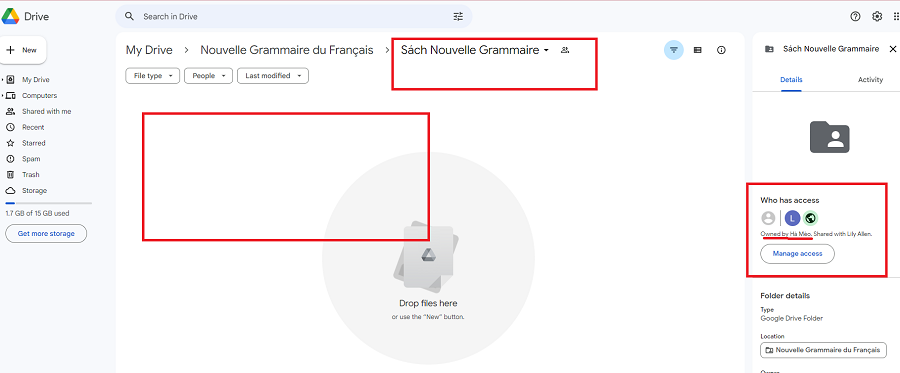 Drive
Search in Drive
New
My Drive
Computers
Shared with me
Recent
Starred
Spam
Trash
Storage
1.7 GB of 15 GB used
Get more storage
My Drive > Nouvelle Grammaire du Français > Sách Nouvelle Grammaire
File type
People
Last modified
Drop files here
or use the “New” button.
Sách Nouvelle Grammaire
Details
Activity
Who has access
L
Owned by Hà Mèo. Shared with Lily Allen.
Manage access
Folder details
Type
Google Drive Folder
Location
Nouvelle Grammaire du Français
Owner